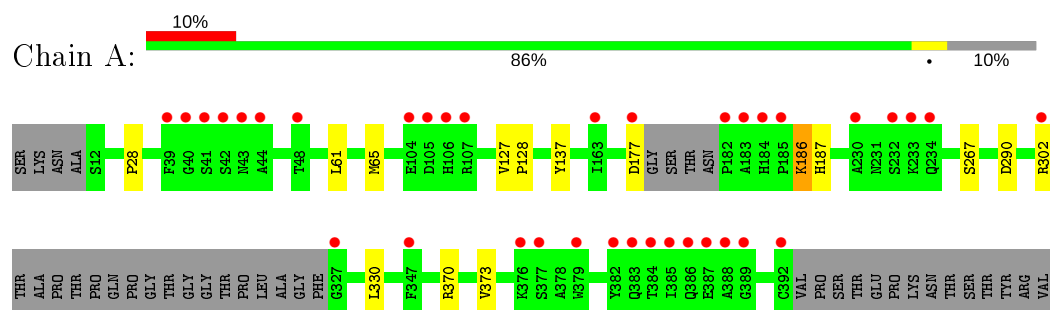 10%
Chain A:
86% • 10%
SER LYS ASN ALA S12 P28 F39 G40 S41 S42 N43 A44 T48 L61 M65 E104 D105 H106 R107 V127 P128 Y137 I163 D177 GLY SER THR ASN P182 A183 H184 P185 K186 H187 A230 N231 S232 K233 Q234 S267 D290 R302
THR ALA PRO THR PRO GLN PRO GLY THR GLY GLY THR PRO LEU ALA GLY PHE G327 L330 F347 R370 V373 K376 S377 A378 W379 Y382 Q383 T384 I385 Q386 E387 A388 G389 C392 VAL PRO SER THR GLU PRO LYS ASN THR SER THR TYR ARG VAL